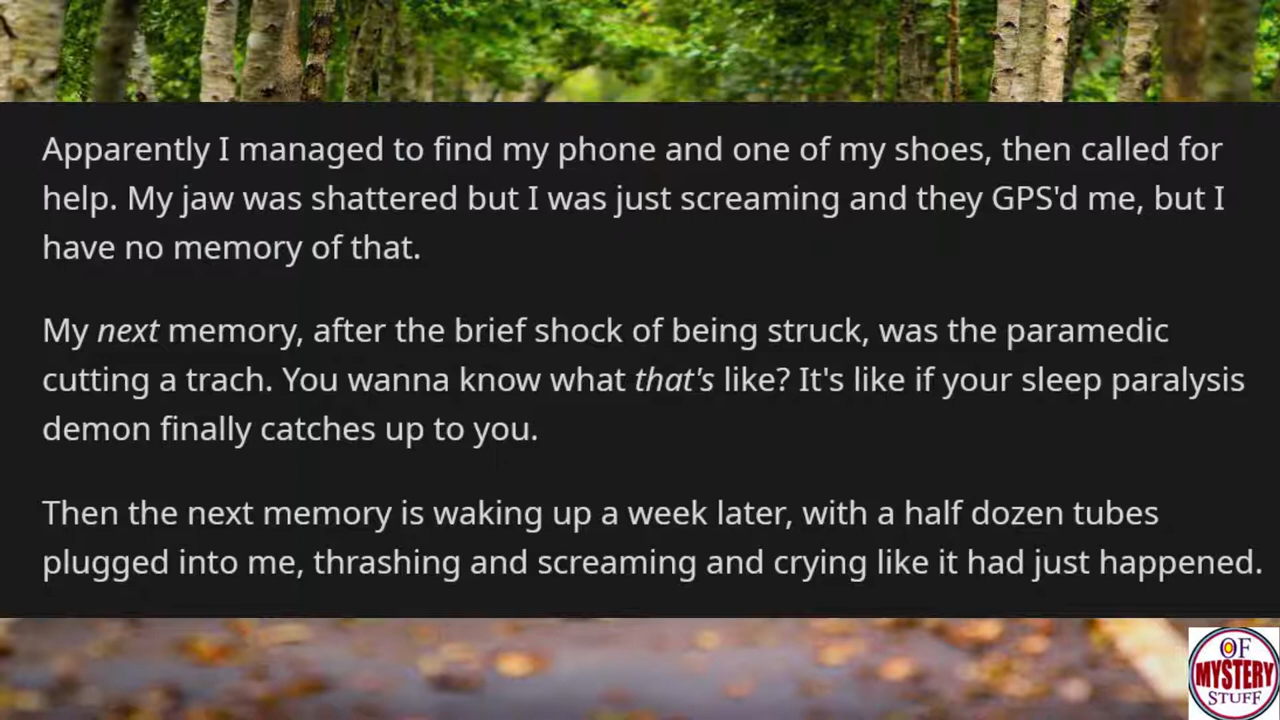 Apparently I managed to find my phone and one of my shoes, then called for
help. My jaw was shattered but I was just screaming and they GPS'd me, but I
have no memory of that.
My next memory, after the brief shock of being struck, was the paramedic
cutting a trach. You wanna know what that's like? It's like if your sleep paralysis
demon finally catches up to you.
Then the next memory is waking up a week later, with a half dozen tubes
plugged into me, thrashing and screaming and crying like it had just happened.
OF
MYSTERY
STUFF